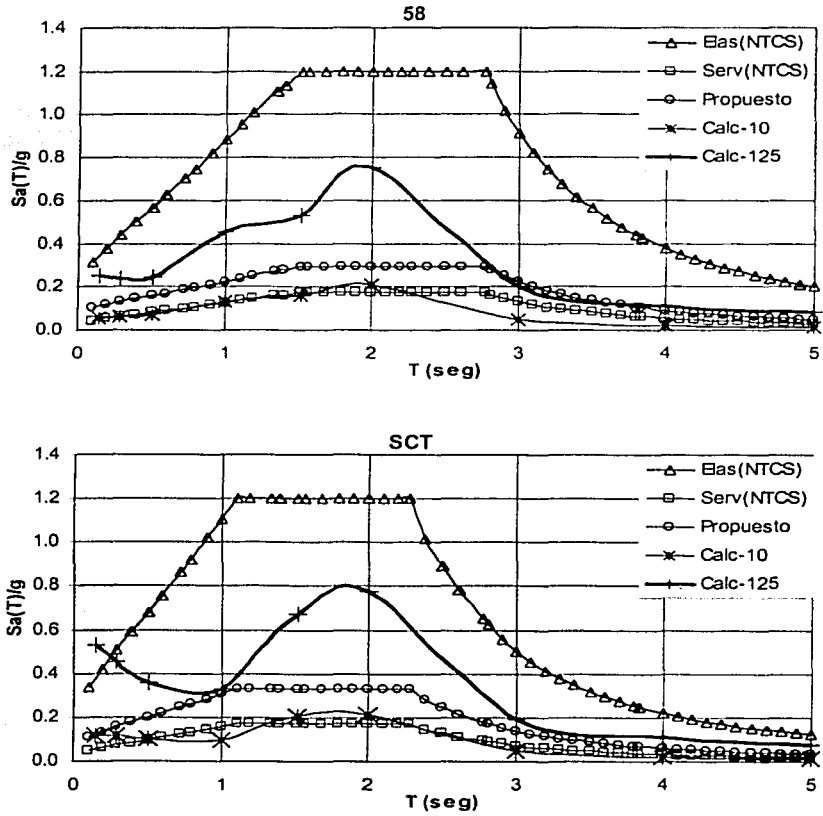 58
1.4
1.2
1.0
0.8
0.6
0.4
0.2
0.0
Sa(T)/g
0 1 2 3 4 5
T (seg)
Elas(NTCS)
Serv(NTCS)
Propuesto
Calc-10
Calc-125
SCT
1.4
1.2
1.0
0.8
0.6
0.4
0.2
0.0
Sa(T)/g
0 1 2 3 4 5
T (seg)
Elas(NTCS)
Serv(NTCS)
Propuesto
Calc-10
Calc-125